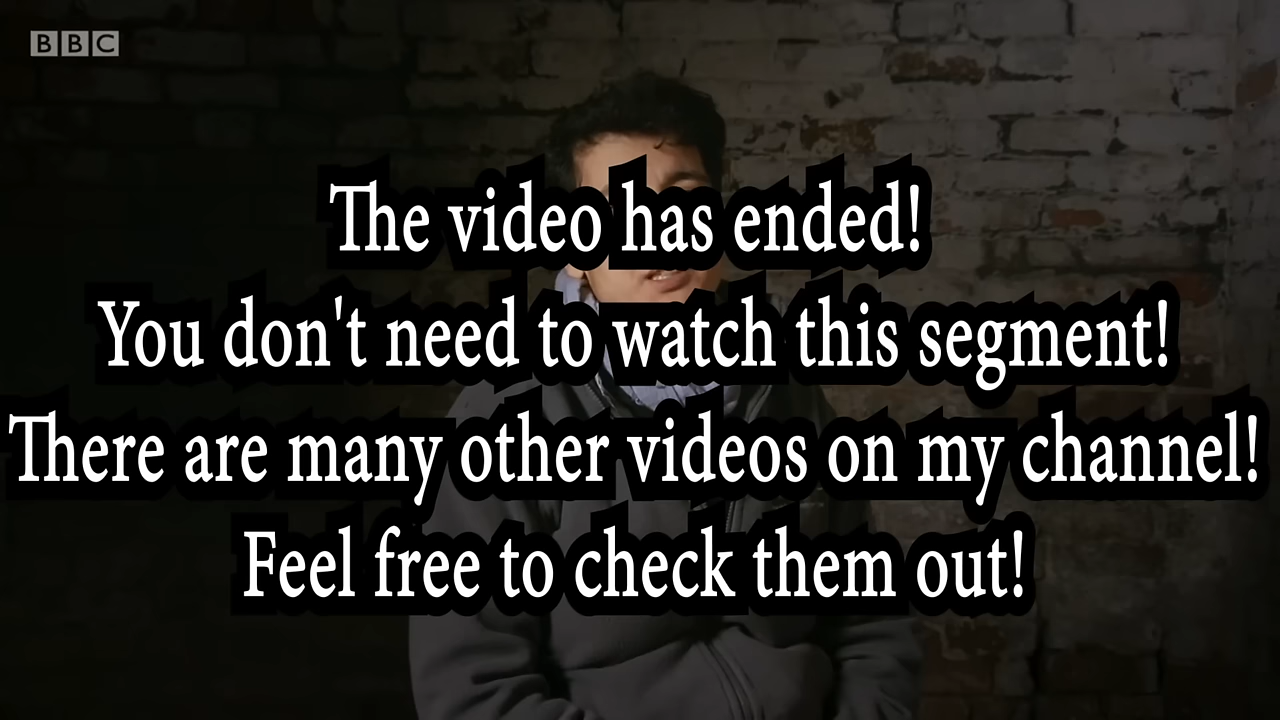 BBC
The video has ended!
You don't need to watch this segment!
There are many other videos on my channel!
Feel free to check them out!